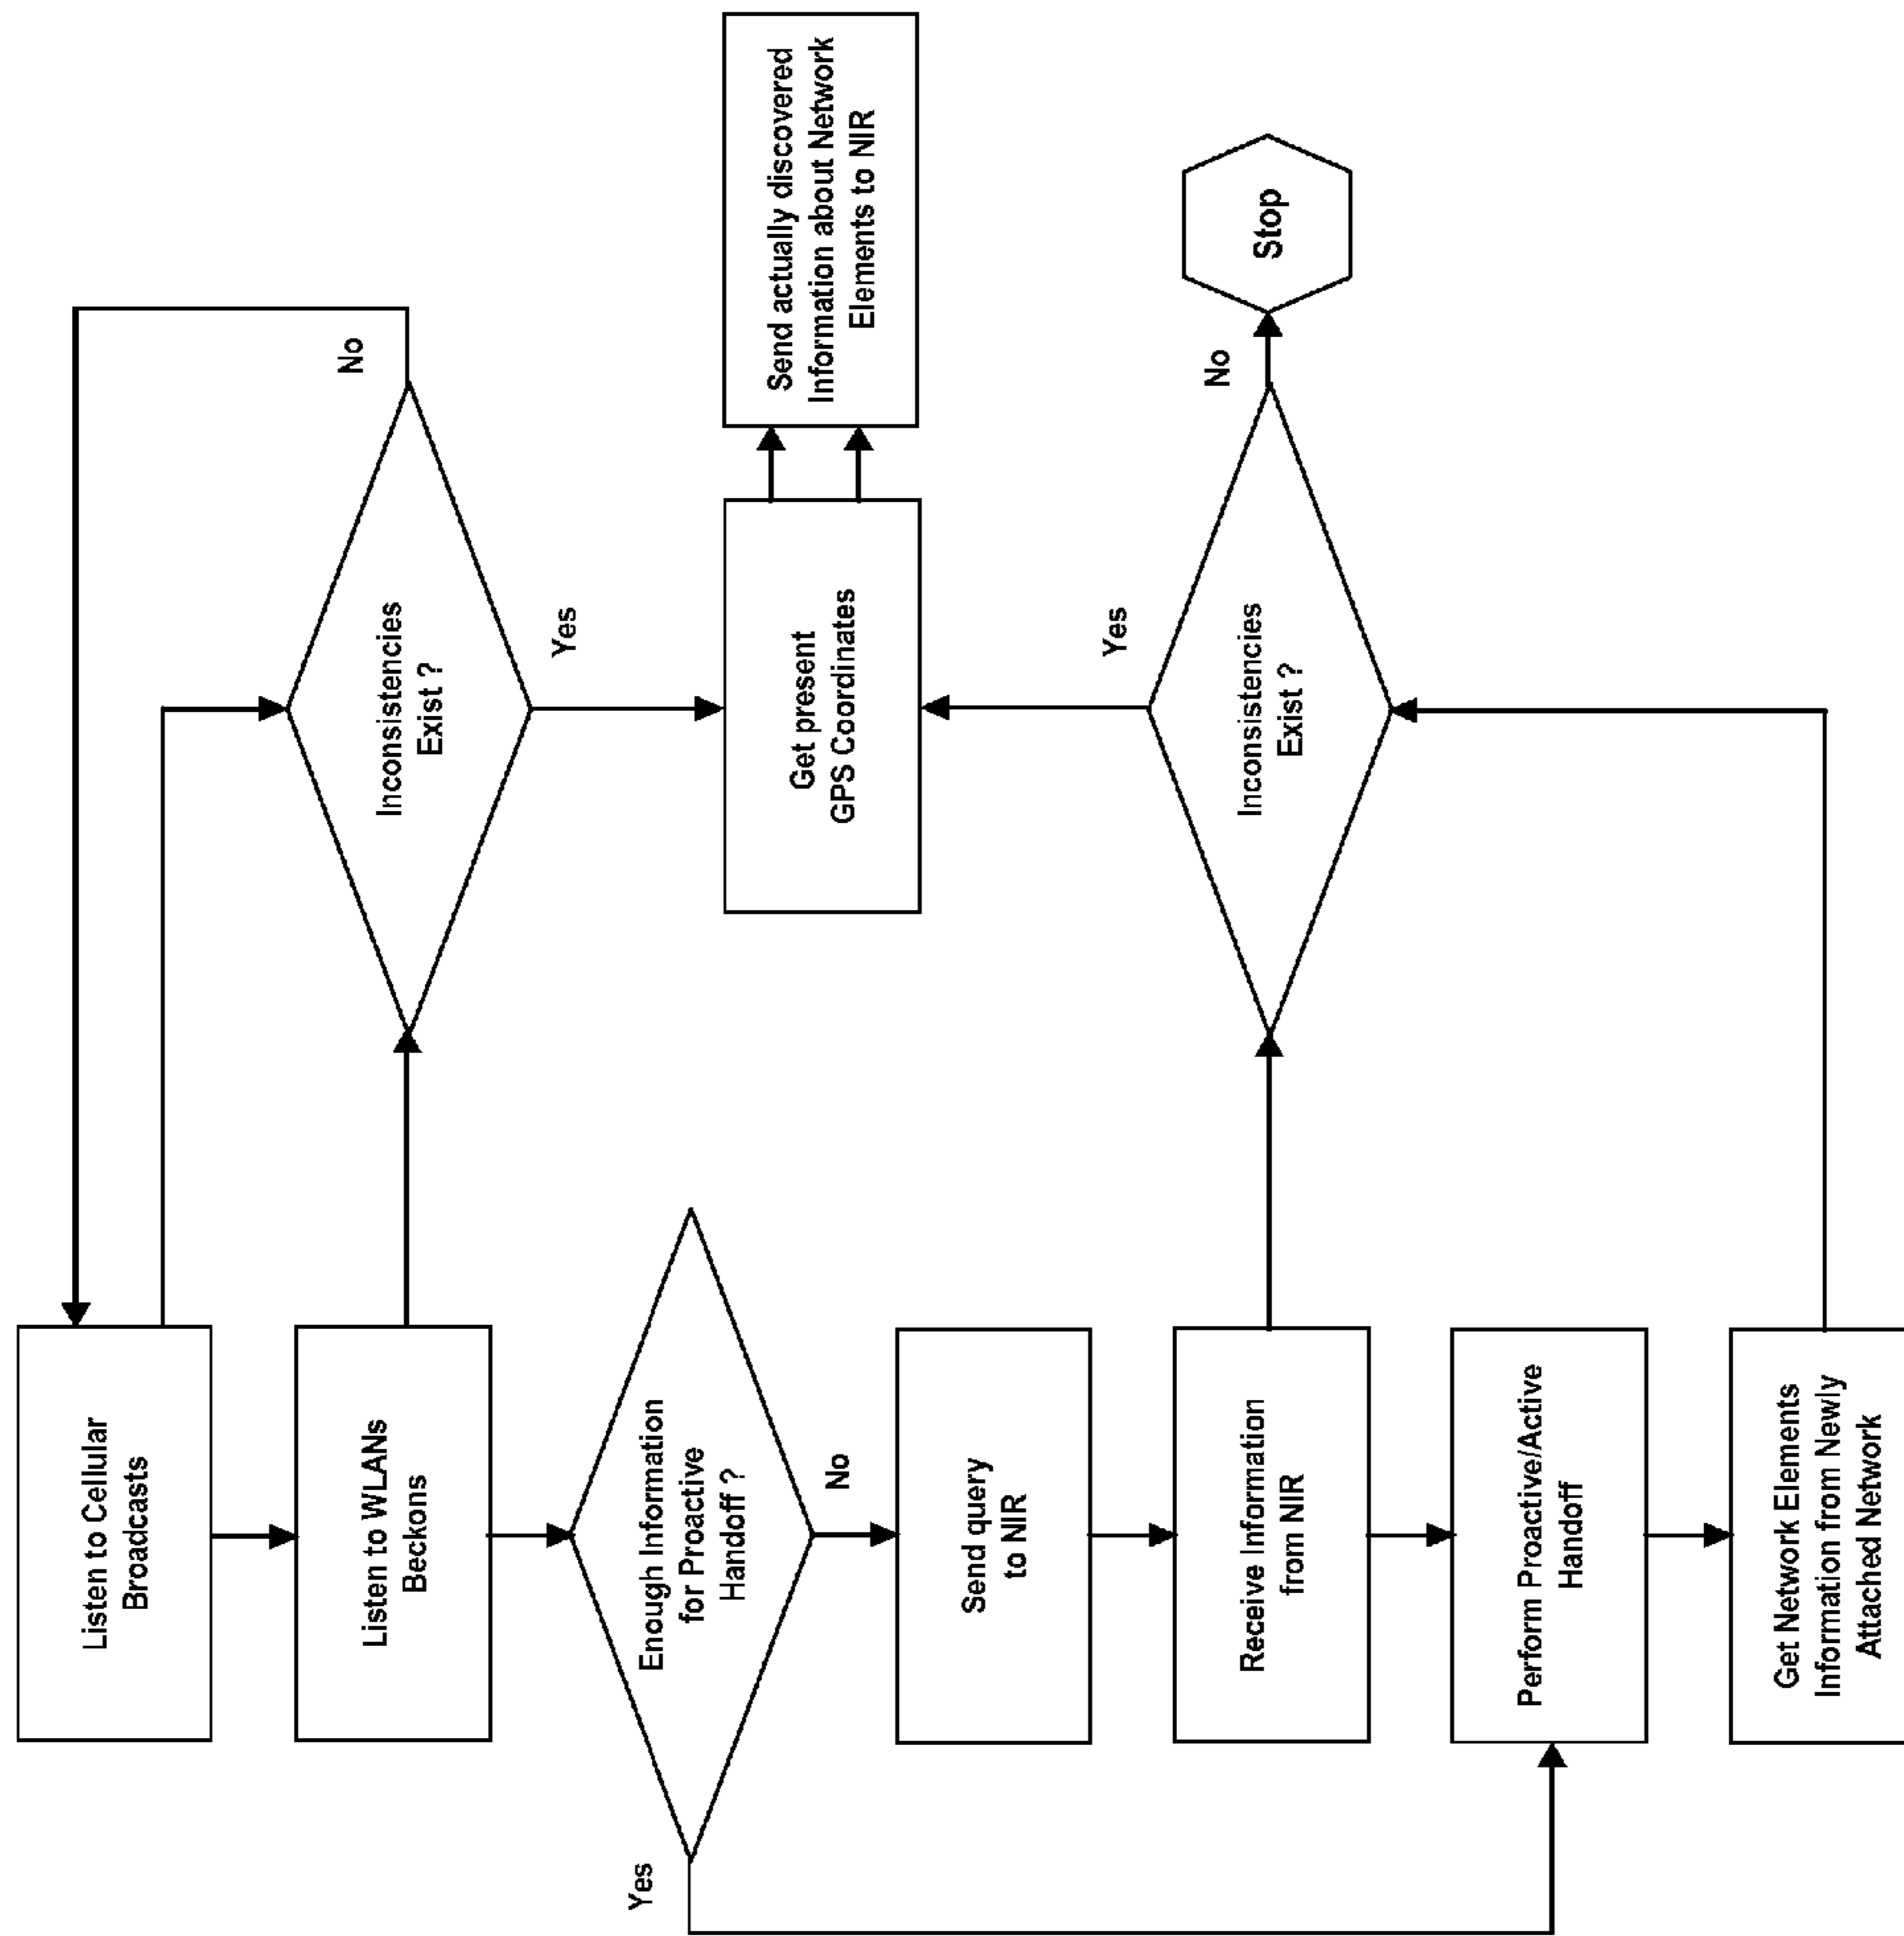 Listen to Cellular
Broadcasts
Listen to WLANs
Beckons
Enough Information
for Proactive
Handoff ?
Yes
No
Send query
to NIR
Receive Information
from NIR
Perform Proactive/Active
Handoff
Get Network Elements
Information from Newly
Attached Network
Inconsistencies
Exist ?
No
Yes
Get present
GPS Coordinates
Send actually discovered
Information about Network
Elements to NIR
Yes
Inconsistencies
Exist ?
No
Stop